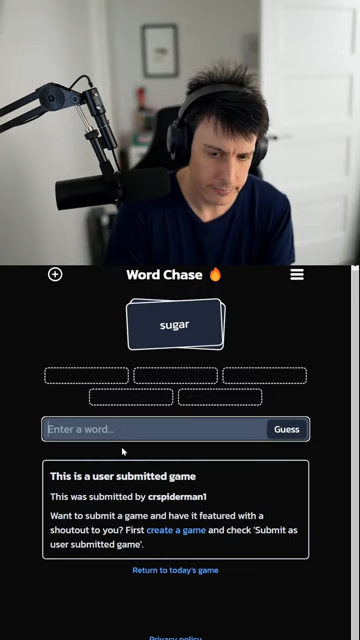 Word Chase 🔥
sugar
Enter a word..
Guess
This is a user submitted game
This was submitted by crspiderman1
Want to submit a game and have it featured with a
shoutout to you? First create a game and check 'Submit as
user submitted game'.
Return to today's game
Privacy policy